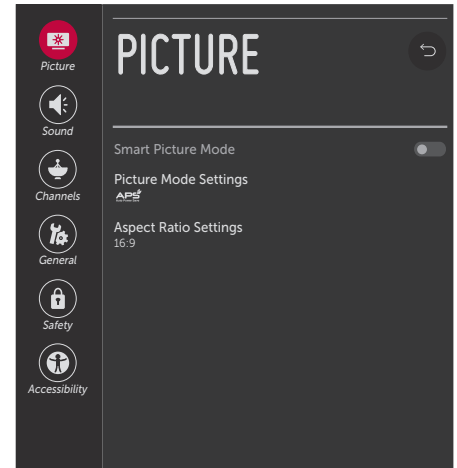 Picture
Sound
Channels
General
Safety
Accessibility
PICTURE
Smart Picture Mode
Picture Mode Settings
APS
Aspect Ratio Settings
16:9